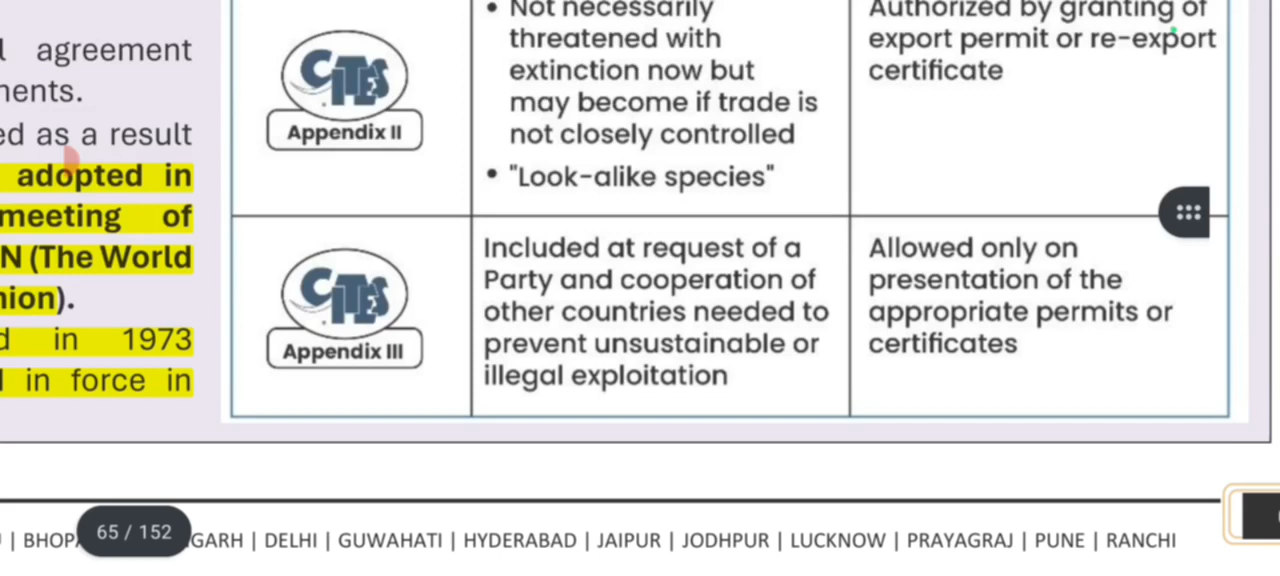 l agreement
nents.
ed as a result
adopted in
meeting of
N (The World
nion).
d in 1973
l in force in
CITES
Appendix II
• Not necessarily
threatened with
extinction now but
may become if trade is
not closely controlled
• "Look-alike species"
Authorized by granting of
export permit or re-export
certificate
CITES
Appendix III
Included at request of a
Party and cooperation of
other countries needed to
prevent unsustainable or
illegal exploitation
Allowed only on
presentation of the
appropriate permits or
certificates
| BHOPA
65 / 152
GARH | DELHI | GUWAHATI | HYDERABAD | JAIPUR | JODHPUR | LUCKNOW | PRAYAGRAJ | PUNE | RANCHI